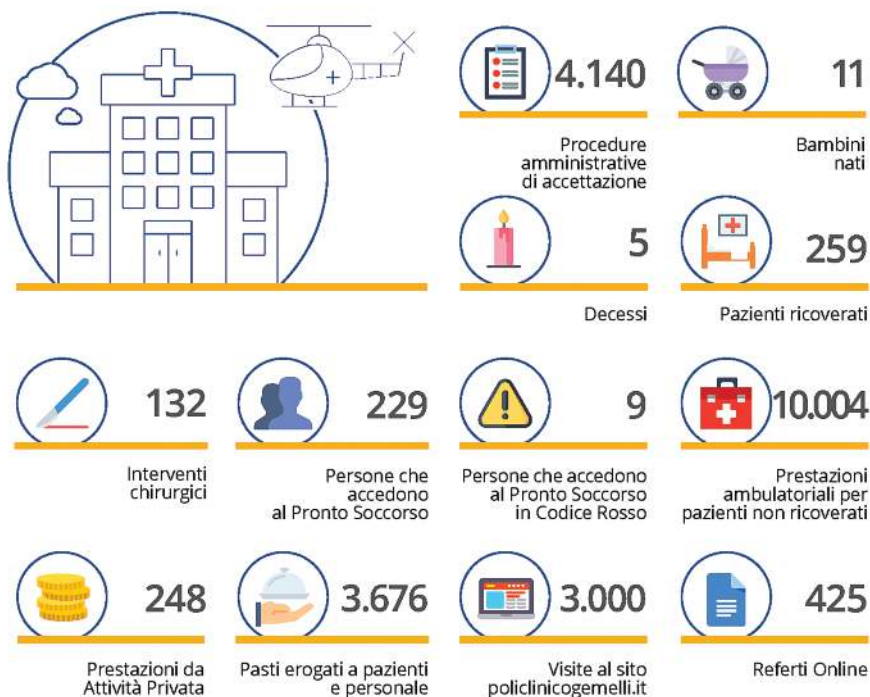 4.140
Procedure
amministrative
di accettazione
11
Bambini
nati
5
Decessi
259
Pazienti ricoverati
132
Interventi
chirurgici
229
Persone che
accedono
al Pronto Soccorso
9
Persone che accedono
al Pronto Soccorso
in Codice Rosso
10.004
Prestazioni
ambulatoriali per
pazienti non ricoverati
248
Prestazioni da
Attività Privata
3.676
Pasti erogati a pazienti
e personale
3.000
Visite al sito
policlinicogemelli.it
425
Referti Online